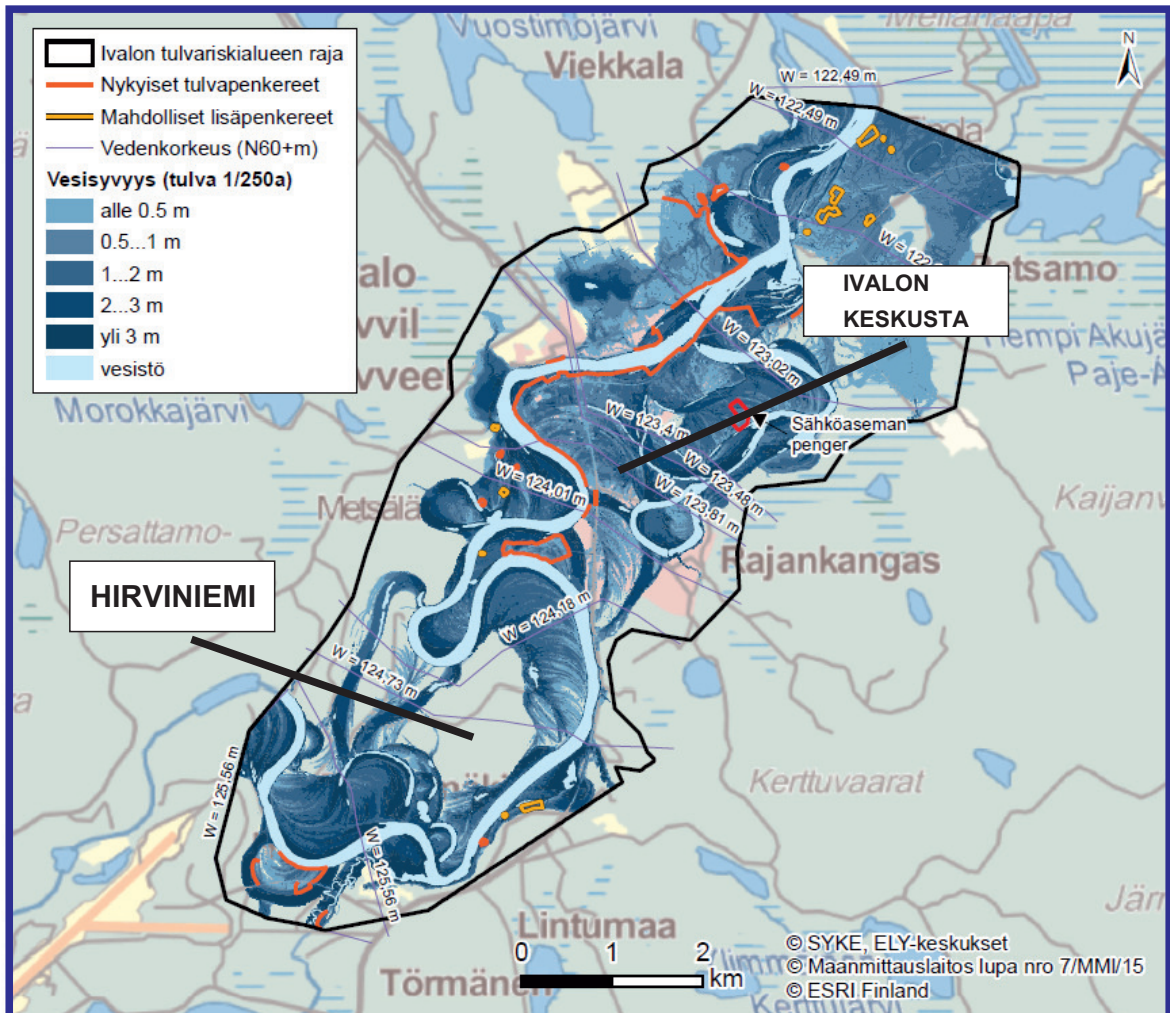 Ivalon tulvariskialueen raja
Nykyiset tulvapenkereet
Mahdolliset lisäpenkereet
Vedenkorkeus (N60+m)
Vesisyvyys (tulva 1/250a)
alle 0.5 m
0.5...1 m
1...2 m
2...3 m
yli 3 m
vesistö
Vuostimojärvi
Viekkala
N
W = 122,49 m
W = 122,49 m
IVALON
KESKUSTA
W = 123,02 m
Morokkajärvi
Sähköaseman
penger
W = 123,4 m
W = 123,48 m
W = 123,81 m
W = 124,01 m
Persattamo-
Rajankangas
HIRVINIEMI
W = 124,18 m
W = 124,73 m
Kerttuvaarat
W = 125,56 m
W = 125,56 m
Lintumaa
Törmänen
0 1 2
km
© SYKE, ELY-keskukset
© Maanmittauslaitos lupa nro 7/MMI/15
© ESRI Finland